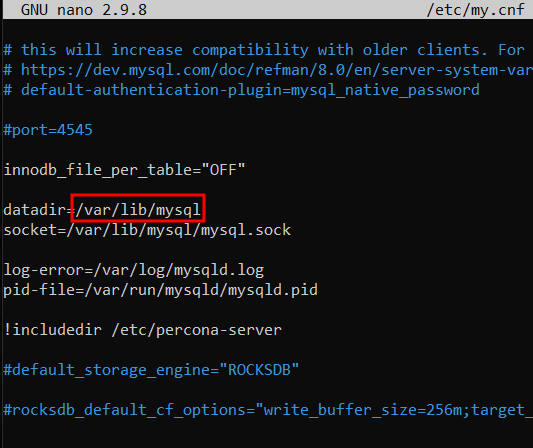 GNU nano 2.9.8 /etc/my.cnf
# this will increase compatibility with older clients. For
# https://dev.mysql.com/doc/refman/8.0/en/server-system-var
# default-authentication-plugin=mysql_native_password
#port=4545
innodb_file_per_table="OFF"
datadir=/var/lib/mysql
socket=/var/lib/mysql/mysql.sock
log-error=/var/log/mysqld.log
pid-file=/var/run/mysqld/mysqld.pid
!includedir /etc/percona-server
#default_storage_engine="ROCKSDB"
#rocksdb_default_cf_options="write_buffer_size=256m;target_